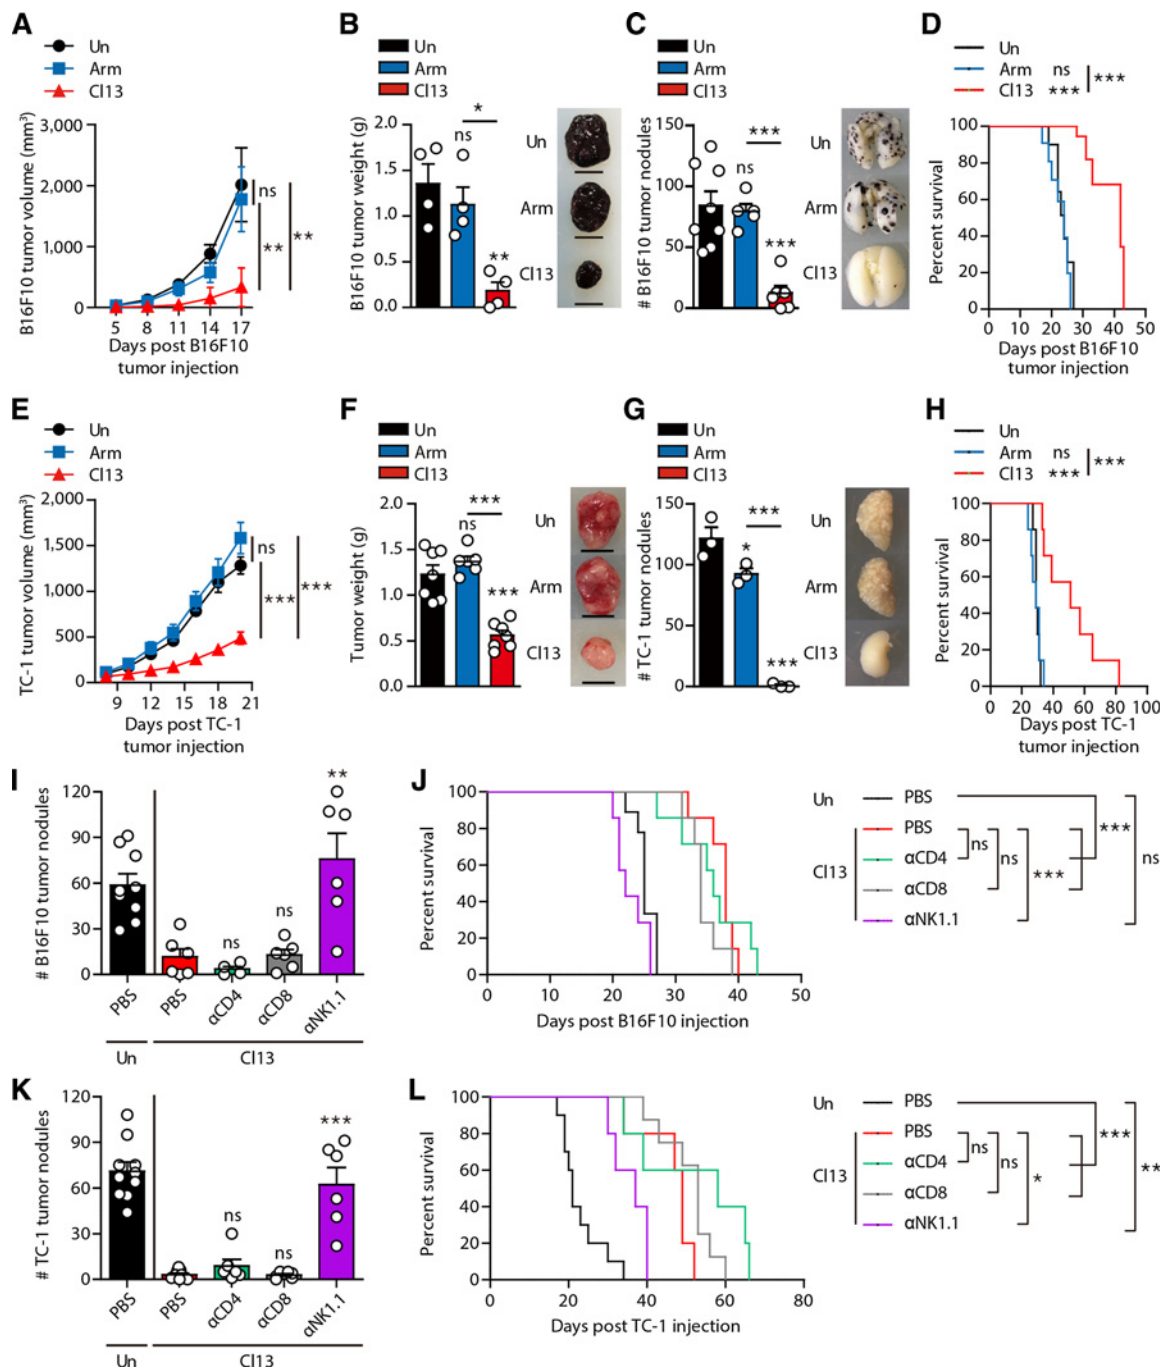 A
Un
Arm
Cl13
B16F10 tumor volume (mm³)
3,000
2,000
1,000
0
ns
**
**
5 8 11 14 17
Days post B16F10
tumor injection
B
Un
Arm
Cl13
B16F10 tumor weight (g)
2.0
1.5
1.0
0.5
0.0
*
ns
**
Un
Arm
Cl13
C
Un
Arm
Cl13
# B16F10 tumor nodules
150
100
50
0
***
ns
***
Un
Arm
Cl13
D
Un
Arm ns
Cl13 ***
***
Percent survival
100
80
60
40
20
0
0 10 20 30 40 50
Days post B16F10
tumor injection
E
Un
Arm
Cl13
TC-1 tumor volume (mm³)
2,000
1,500
1,000
500
0
ns
***
***
9 12 15 18 21
Days post TC-1
tumor injection
F
Un
Arm
Cl13
Tumor weight (g)
2.0
1.5
1.0
0.5
0.0
***
ns
***
Un
Arm
Cl13
G
Un
Arm
Cl13
# TC-1 tumor nodules
150
100
50
0
***
*
***
Un
Arm
Cl13
H
Un
Arm ns
Cl13 ***
***
Percent survival
100
80
60
40
20
0
0 20 40 60 80 100
Days post TC-1
tumor injection
I
# B16F10 tumor nodules
120
90
60
30
0
ns
ns
**
PBS PBS αCD4 αCD8 αNK1.1
Un Cl13
J
Percent survival
100
80
60
40
20
0
0 10 20 30 40 50
Days post B16F10 injection
Un PBS
Cl13
PBS
αCD4
αCD8
αNK1.1
ns
ns
***
***
ns
K
# TC-1 tumor nodules
120
90
60
30
0
ns
ns
***
PBS PBS αCD4 αCD8 αNK1.1
Un Cl13
L
Percent survival
100
80
60
40
20
0
0 20 40 60 80
Days post TC-1 injection
Un PBS
Cl13
PBS
αCD4
αCD8
αNK1.1
ns
ns
*
***
**